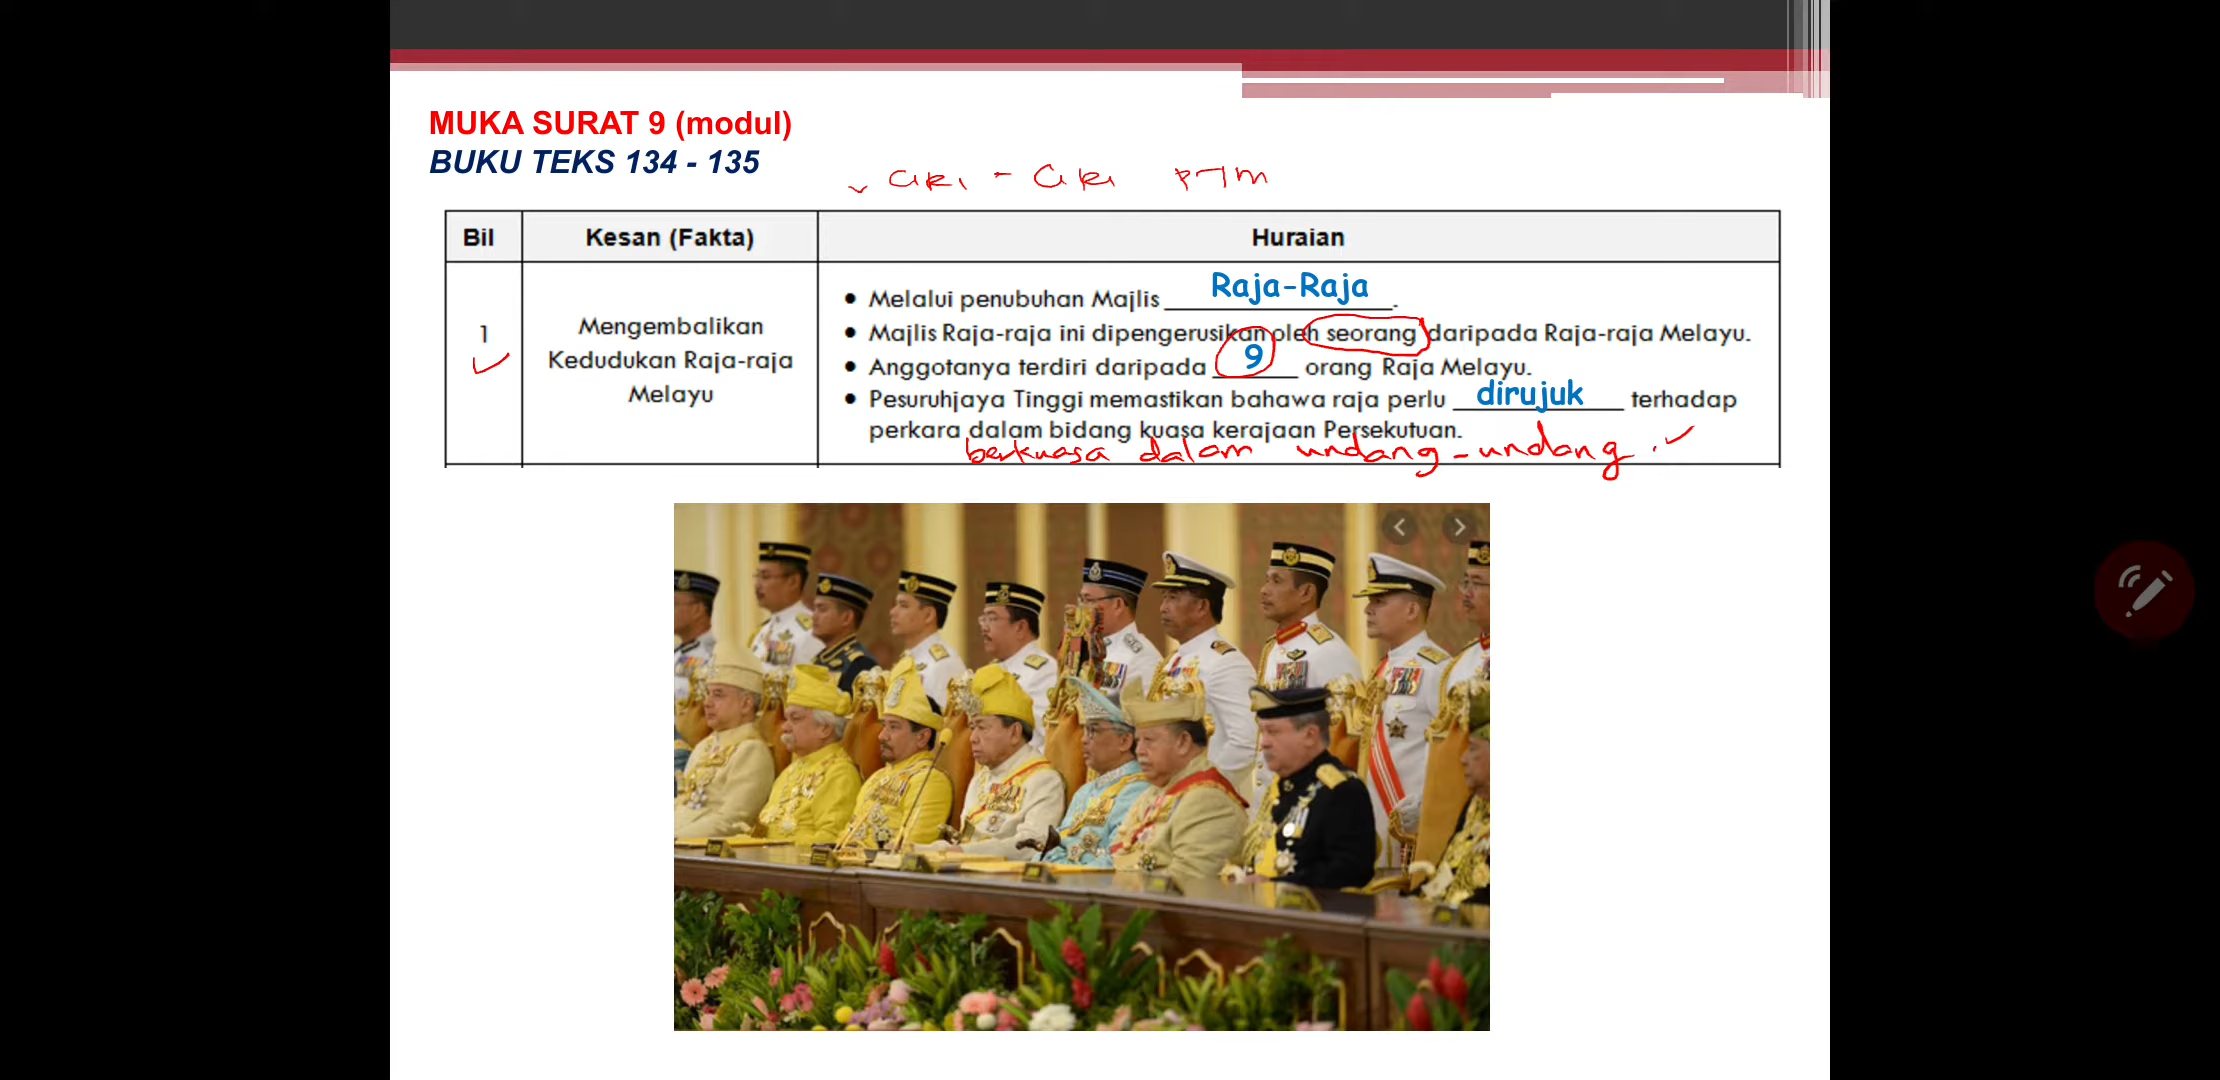 MUKA SURAT 9 (modul)
BUKU TEKS 134 - 135
CIRI - CIRI PTM
Bil Kesan (Fakta) Huraian
1
Mengembalikan
Kedudukan Raja-raja
Melayu
• Melalui penubuhan Majlis Raja-Raja.
• Majlis Raja-raja ini dipengerusikan oleh seorang daripada Raja-raja Melayu.
• Anggotanya terdiri daripada 9 orang Raja Melayu.
• Pesuruhjaya Tinggi memastikan bahawa raja perlu dirujuk terhadap
perkara dalam bidang kuasa kerajaan Persekutuan.
berkuasa dalam undang-undang.